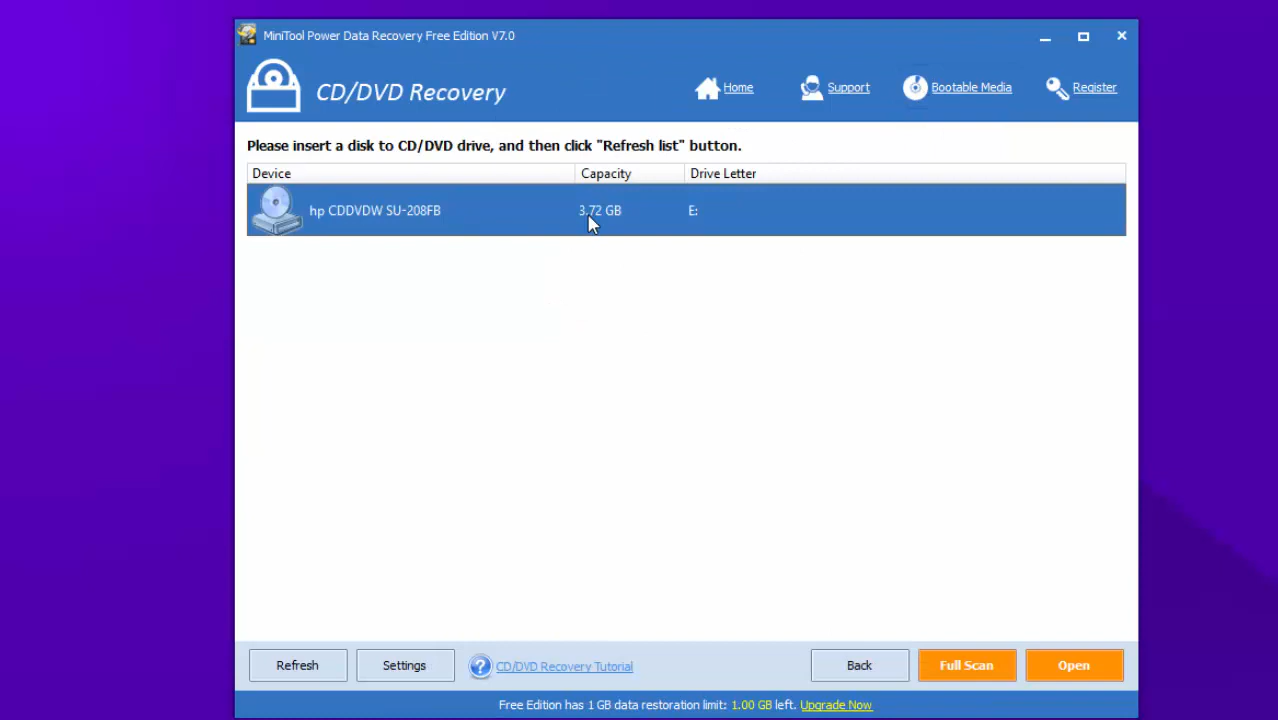 MiniTool Power Data Recovery Free Edition V7.0
CD/DVD Recovery
Home
Support
Bootable Media
Register
Please insert a disk to CD/DVD drive, and then click "Refresh list" button.
Device Capacity Drive Letter
hp CDDVDW SU-208FB 3.72 GB E:
Refresh
Settings
? CD/DVD Recovery Tutorial
Back
Full Scan
Open
Free Edition has 1 GB data restoration limit: 1.00 GB left. Upgrade Now